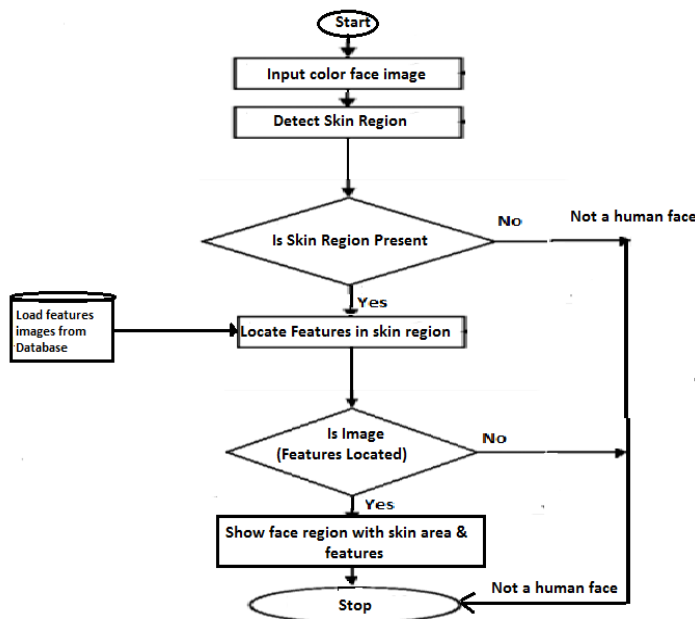 Start
Input color face image
Detect Skin Region
Is Skin Region Present
No
Not a human face
Yes
Load features
images from
Database
Locate Features in skin region
Is Image
(Features Located)
No
Yes
Show face region with skin area &
features
Not a human face
Stop